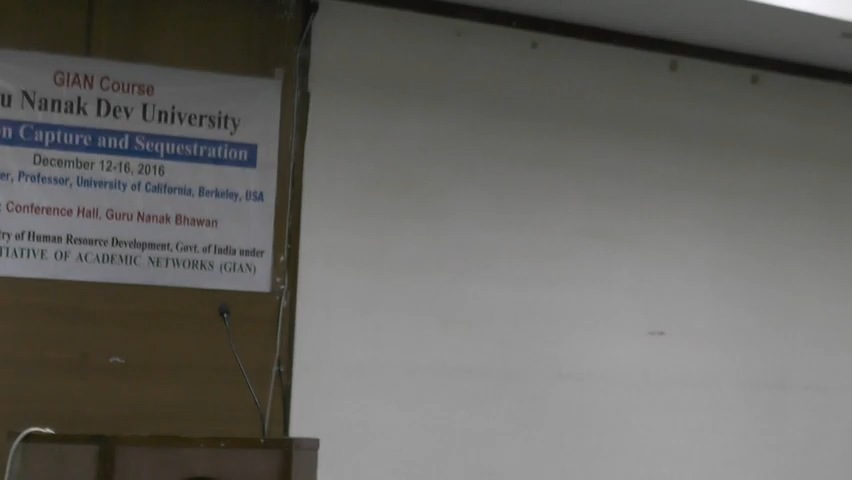 GIAN Course
u Nanak Dev University
n Capture and Sequestration
December 12-16, 2016
er, Professor, University of California, Berkeley, USA
: Conference Hall, Guru Nanak Bhawan
ry of Human Resource Development, Govt. of India under
TIATIVE OF ACADEMIC NETWORKS (GIAN)